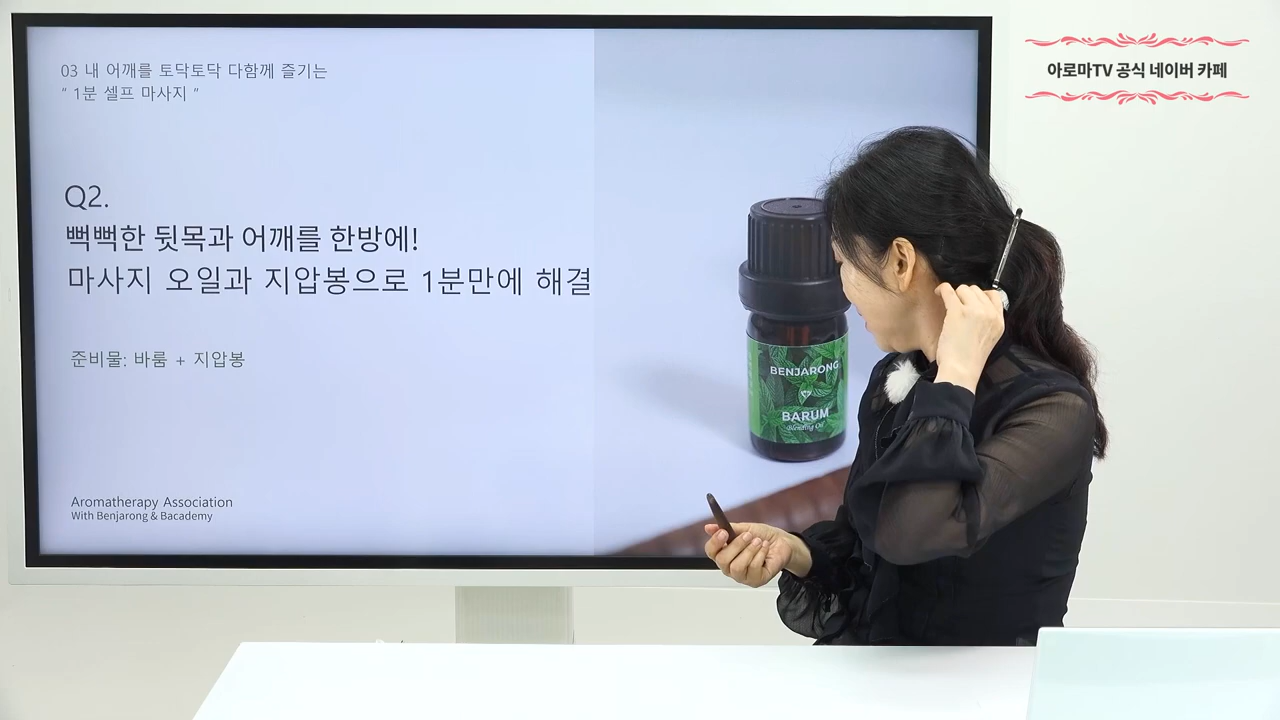 03 내 어깨를 토닥토닥 다함께 즐기는
“ 1분 셀프 마사지 ”
Q2.
뻑뻑한 뒷목과 어깨를 한방에!
마사지 오일과 지압봉으로 1분만에 해결
준비물: 바룸 + 지압봉
Aromatherapy Association
With Benjarong & Bacademy
BENJARONG
BARUM
Blending Oil
아로마TV 공식 네이버 카페